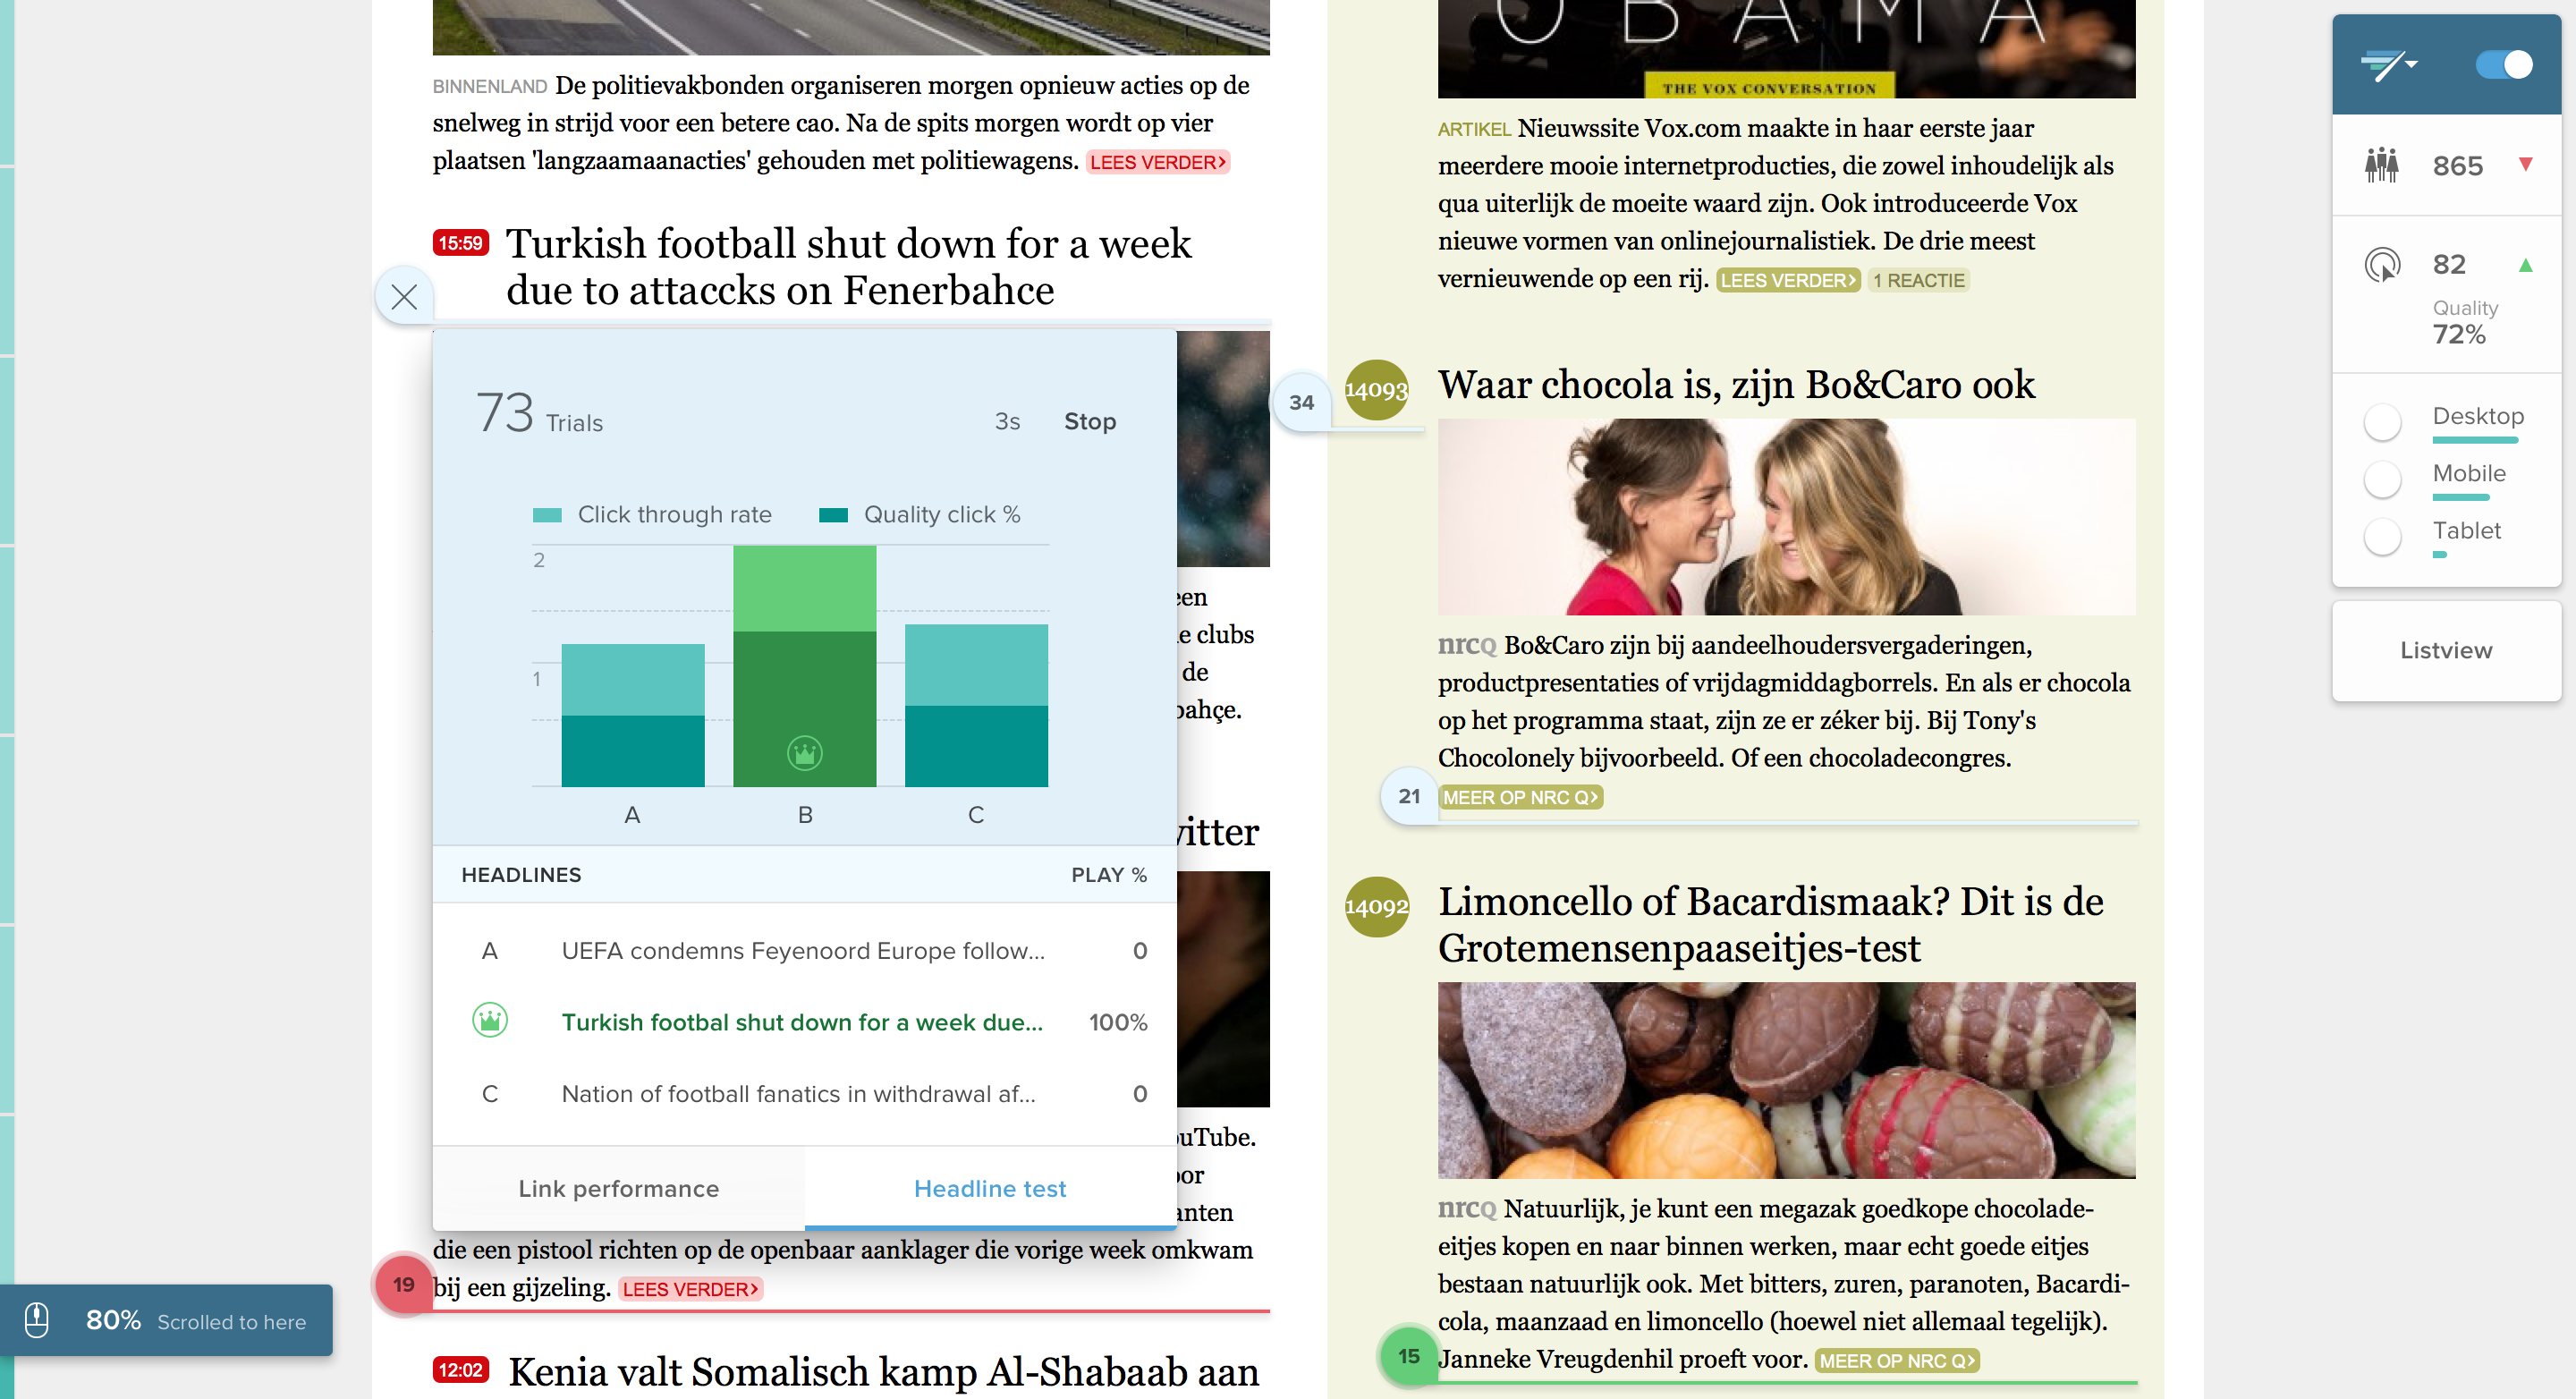 BINNENLAND De politievakbonden organiseren morgen opnieuw acties op de
snelweg in strijd voor een betere cao. Na de spits morgen wordt op vier
plaatsen 'langzaamaanacties' gehouden met politiewagens. LEES VERDER›
15:59 Turkish football shut down for a week
due to attaccks on Fenerbahce
73 Trials
3s Stop
Click through rate Quality click %
2
1
A B C
HEADLINES PLAY %
A UEFA condemns Feyenoord Europe follow... 0
Turkish footbal shut down for a week due... 100%
C Nation of football fanatics in withdrawal af... 0
Link performance Headline test
clubs
de
die een pistool richten op de openbaar aanklager die vorige week omkwam
19 bij een gijzeling. LEES VERDER›
12:02 Kenia valt Somalisch kamp Al-Shabaab aan
80% Scrolled to here
OBAMA
THE VOX CONVERSATION
ARTIKEL Nieuwssite Vox.com maakte in haar eerste jaar
meerdere mooie internetproducties, die zowel inhoudelijk als
qua uiterlijk de moeite waard zijn. Ook introduceerde Vox
nieuwe vormen van onlinejournalistiek. De drie meest
vernieuwende op een rij. LEES VERDER› 1 REACTIE
34 14093 Waar chocola is, zijn Bo&Caro ook
nrcQ Bo&Caro zijn bij aandeelhoudersvergaderingen,
productpresentaties of vrijdagmiddagborrels. En als er chocola
op het programma staat, zijn ze er zéker bij. Bij Tony's
Chocolonely bijvoorbeeld. Of een chocoladecongres.
21 MEER OP NRC Q›
14092 Limoncello of Bacardismaak? Dit is de
Grotemensenpaaseitjes-test
nrcQ Natuurlijk, je kunt een megazak goedkope chocolade-
eitjes kopen en naar binnen werken, maar echt goede eitjes
bestaan natuurlijk ook. Met bitters, zuren, paranoten, Bacardi-
cola, maanzaad en limoncello (hoewel niet allemaal tegelijk).
15 Janneke Vreugdenhil proeft voor. MEER OP NRC Q›
865
82
Quality
72%
Desktop
Mobile
Tablet
Listview